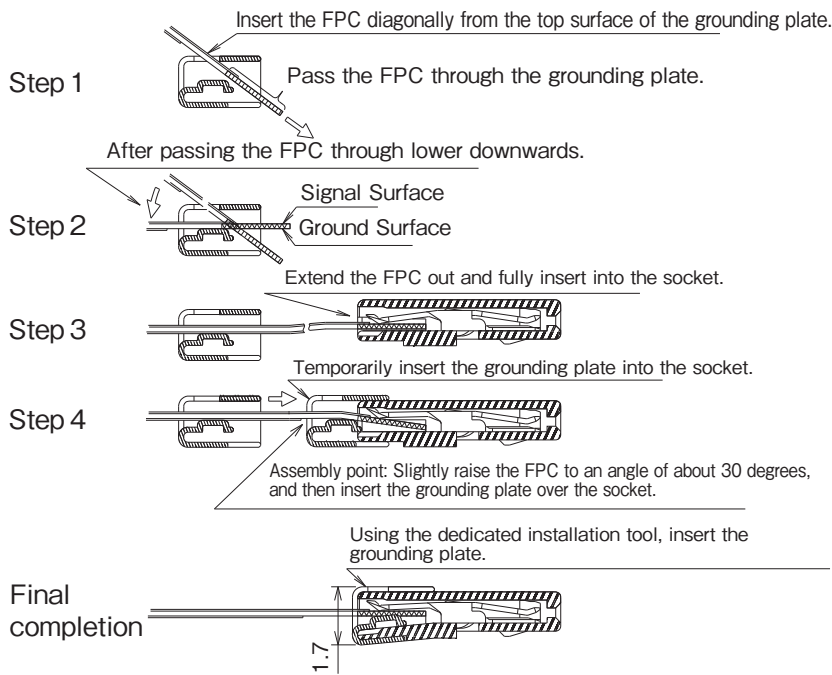 Insert the FPC diagonally from the top surface of the grounding plate.
Step 1
Pass the FPC through the grounding plate.
After passing the FPC through lower downwards.
Step 2
Signal Surface
Ground Surface
Extend the FPC out and fully insert into the socket.
Step 3
Temporarily insert the grounding plate into the socket.
Step 4
Assembly point: Slightly raise the FPC to an angle of about 30 degrees,
and then insert the grounding plate over the socket.
Using the dedicated installation tool, insert the
grounding plate.
Final
completion
1.7